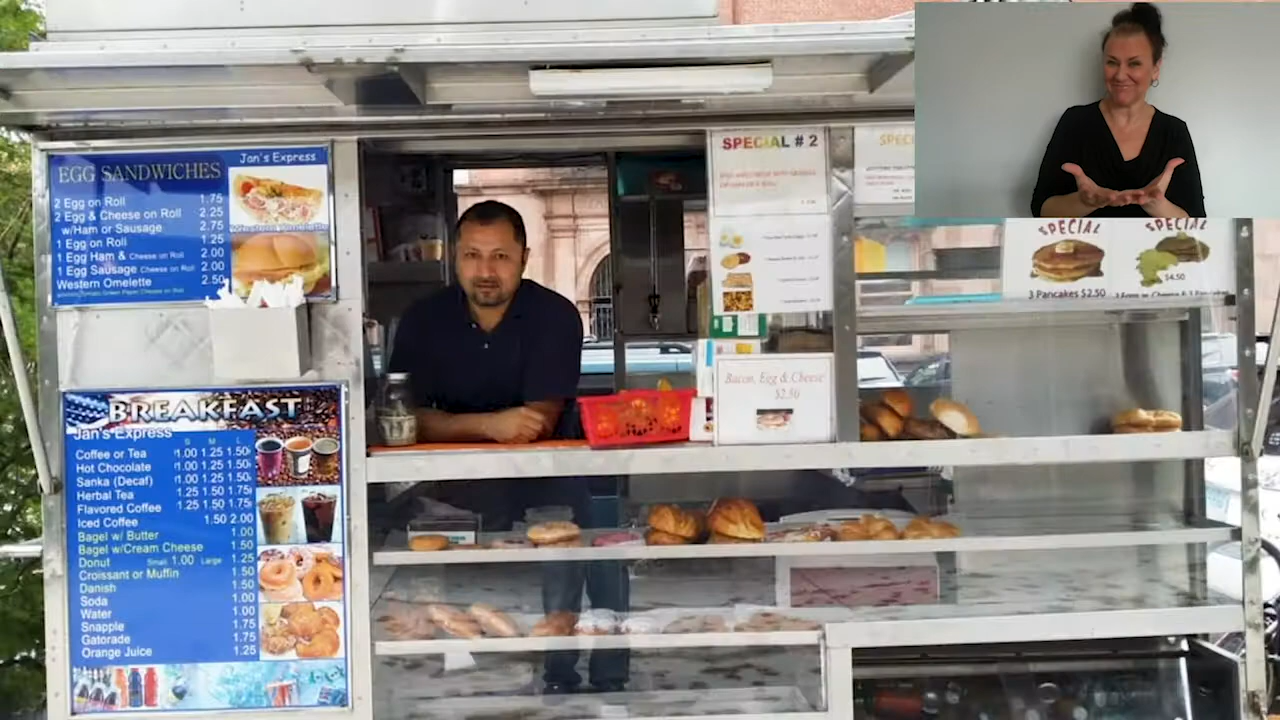 Jan's Express
EGG SANDWICHES
2 Egg on Roll 1.75
2 Egg & Cheese on Roll 2.25
w/Ham or Sausage 2.75
1 Egg on Roll 1.25
1 Egg Ham & Cheese on Roll 2.00
1 Egg Sausage Cheese on Roll 2.00
Western Omelette 2.50
Western Omelette
BREAKFAST
Jan's Express
S M L
Coffee or Tea 1.00 1.25 1.50
Hot Chocolate 1.00 1.25 1.50
Sanka (Decaf) 1.00 1.25 1.50
Herbal Tea 1.25 1.50 1.75
Flavored Coffee 1.25 1.50 1.75
Iced Coffee 1.50 2.00
Bagel w/ Butter 1.00
Bagel w/Cream Cheese 1.50
Donut Small 1.00 Large 1.25
Croissant or Muffin 1.50
Danish 1.50
Soda 1.00
Water 1.00
Snapple 1.75
Gatorade 1.75
Orange Juice 1.25
SPECIAL # 2
Bacon, Egg & Cheese
$2.50
SPECI
SPECIAL
3 Pancakes $2.50
SPECIAL
$4.50